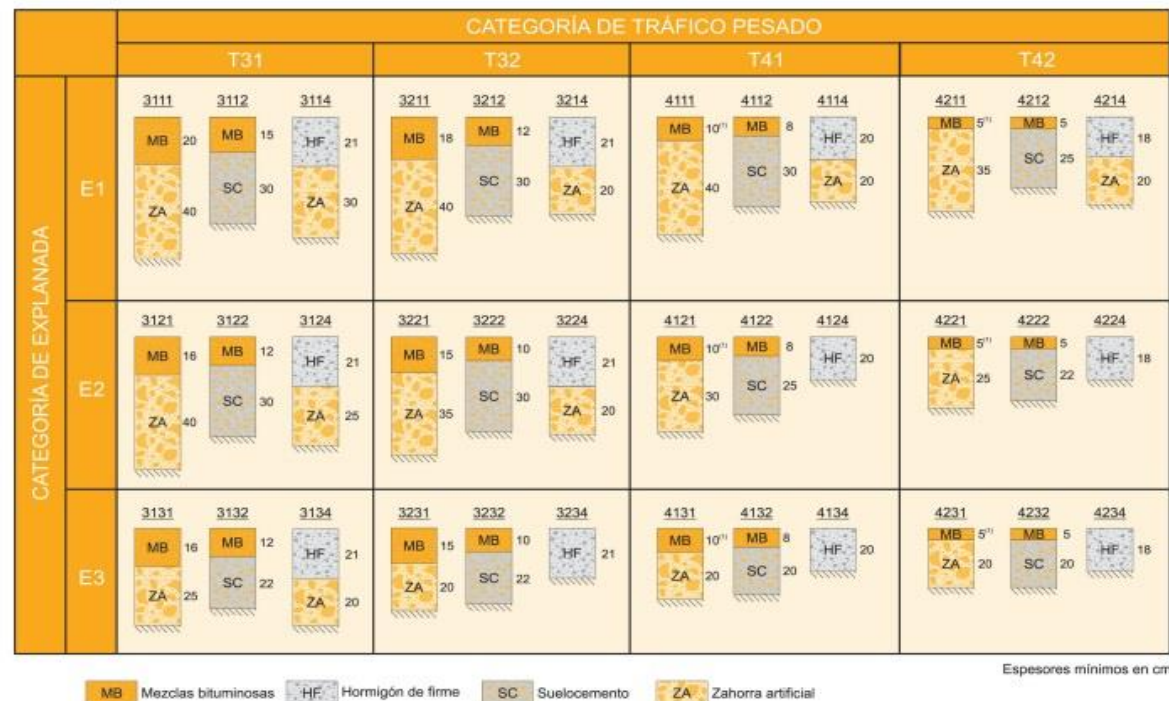 CATEGORÍA DE TRÁFICO PESADO
T31 T32 T41 T42
CATEGORÍA DE EXPLANADA
E1
3111 3112 3114 3211 3212 3214 4111 4112 4114 4211 4212 4214
MB 20 MB 15 HF 21 MB 18 MB 12 HF 21 MB 10(1) MB 8 HF 20 MB 5(1) MB 5 HF 18
ZA 40 SC 30 ZA 30 ZA 40 SC 30 ZA 20 ZA 40 SC 30 ZA 20 ZA 35 SC 25 ZA 20
E2
3121 3122 3124 3221 3222 3224 4121 4122 4124 4221 4222 4224
MB 16 MB 12 HF 21 MB 15 MB 10 HF 21 MB 10(1) MB 8 HF 20 MB 5(1) MB 5 HF 18
ZA 40 SC 30 ZA 25 ZA 35 SC 30 ZA 20 ZA 30 SC 25 ZA 25 SC 22
E3
3131 3132 3134 3231 3232 3234 4131 4132 4134 4231 4232 4234
MB 16 MB 12 HF 21 MB 15 MB 10 HF 21 MB 10(1) MB 8 HF 20 MB 5(1) MB 5 HF 18
ZA 25 SC 22 ZA 20 ZA 20 SC 22 ZA 20 SC 20 ZA 20 SC 20
Espesores mínimos en cm
MB Mezclas bituminosas HF Hormigón de firme SC Suelocemento ZA Zahorra artificial